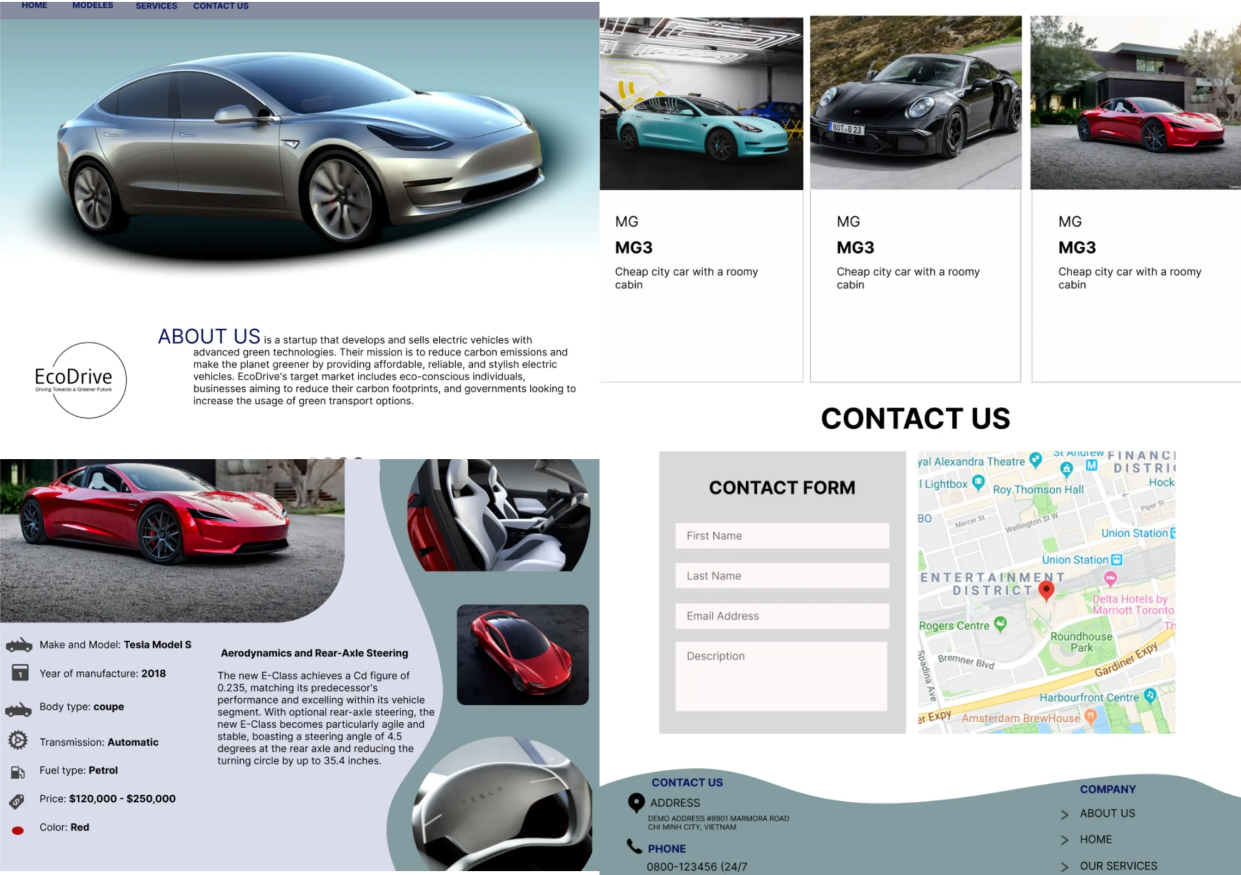 HOME MODELES SERVICES CONTACT US
ABOUT US is a startup that develops and sells electric vehicles with
advanced green technologies. Their mission is to reduce carbon emissions and
make the planet greener by providing affordable, reliable, and stylish electric
vehicles. EcoDrive's target market includes eco-conscious individuals,
businesses aiming to reduce their carbon footprints, and governments looking to
increase the usage of green transport options.
EcoDrive
Driving Towards a Greener Future
Make and Model: Tesla Model S
Year of manufacture: 2018
Body type: coupe
Transmission: Automatic
Fuel type: Petrol
Price: $120,000 - $250,000
Color: Red
Aerodynamics and Rear-Axle Steering
The new E-Class achieves a Cd figure of
0.235, matching its predecessor's
performance and excelling within its vehicle
segment. With optional rear-axle steering, the
new E-Class becomes particularly agile and
stable, boasting a steering angle of 4.5
degrees at the rear axle and reducing the
turning circle by up to 35.4 inches.
TESLA
BOT B 23
MG
MG3
Cheap city car with a roomy
cabin
MG
MG3
Cheap city car with a roomy
cabin
MG
MG3
Cheap city car with a roomy
cabin
CONTACT US
CONTACT FORM
First Name
Last Name
Email Address
Description
yal Alexandra Theatre
St Andrew
FINANCI
DISTRI
l Lightbox
Roy Thomson Hall
Hock
BO
Mercer St
Wellington St W
Piper St
Union Station
Union Station
ENTERTAINMENT
DISTRICT
Delta Hotels by
Marriott Toronto
Th
Rogers Centre
Roundhouse
Park
Bremner Blvd
Spadina Ave
Gardiner Expy
Harbourfront Centre
er Expy
Amsterdam BrewHouse
CONTACT US
ADDRESS
DEMO ADDRESS #8901 MARMORA ROAD
CHI MINH CITY, VIETNAM
PHONE
0800-123456 (24/7
COMPANY
> ABOUT US
> HOME
> OUR SERVICES